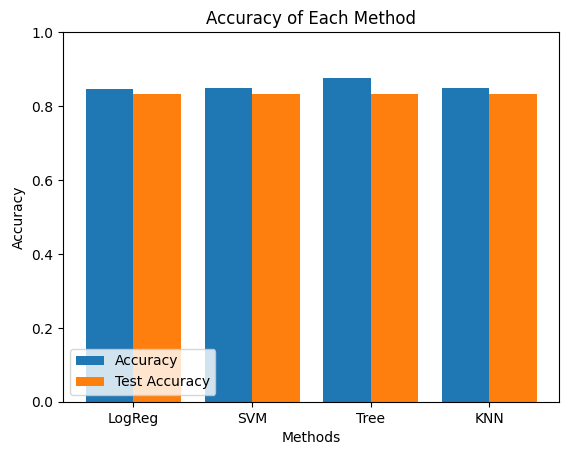 Accuracy of Each Method
1.0
0.8
0.6
0.4
0.2
0.0
Accuracy
Accuracy
Test Accuracy
LogReg SVM Tree KNN
Methods